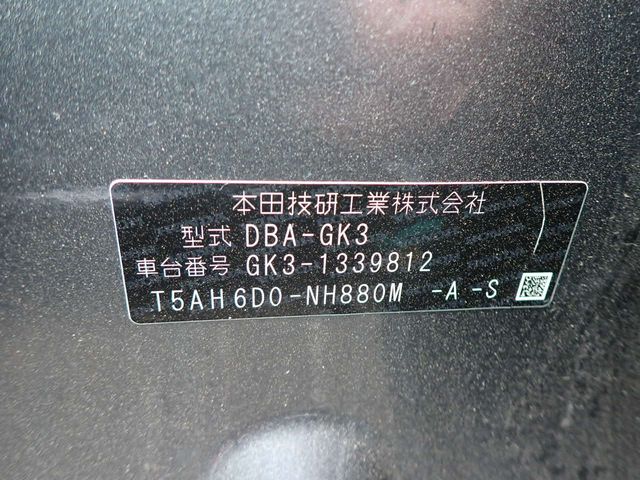 本田技研工業株式会社
型式 DBA-GK3
車台番号 GK3-1339812
T5AH6D0-NH880M -A -S